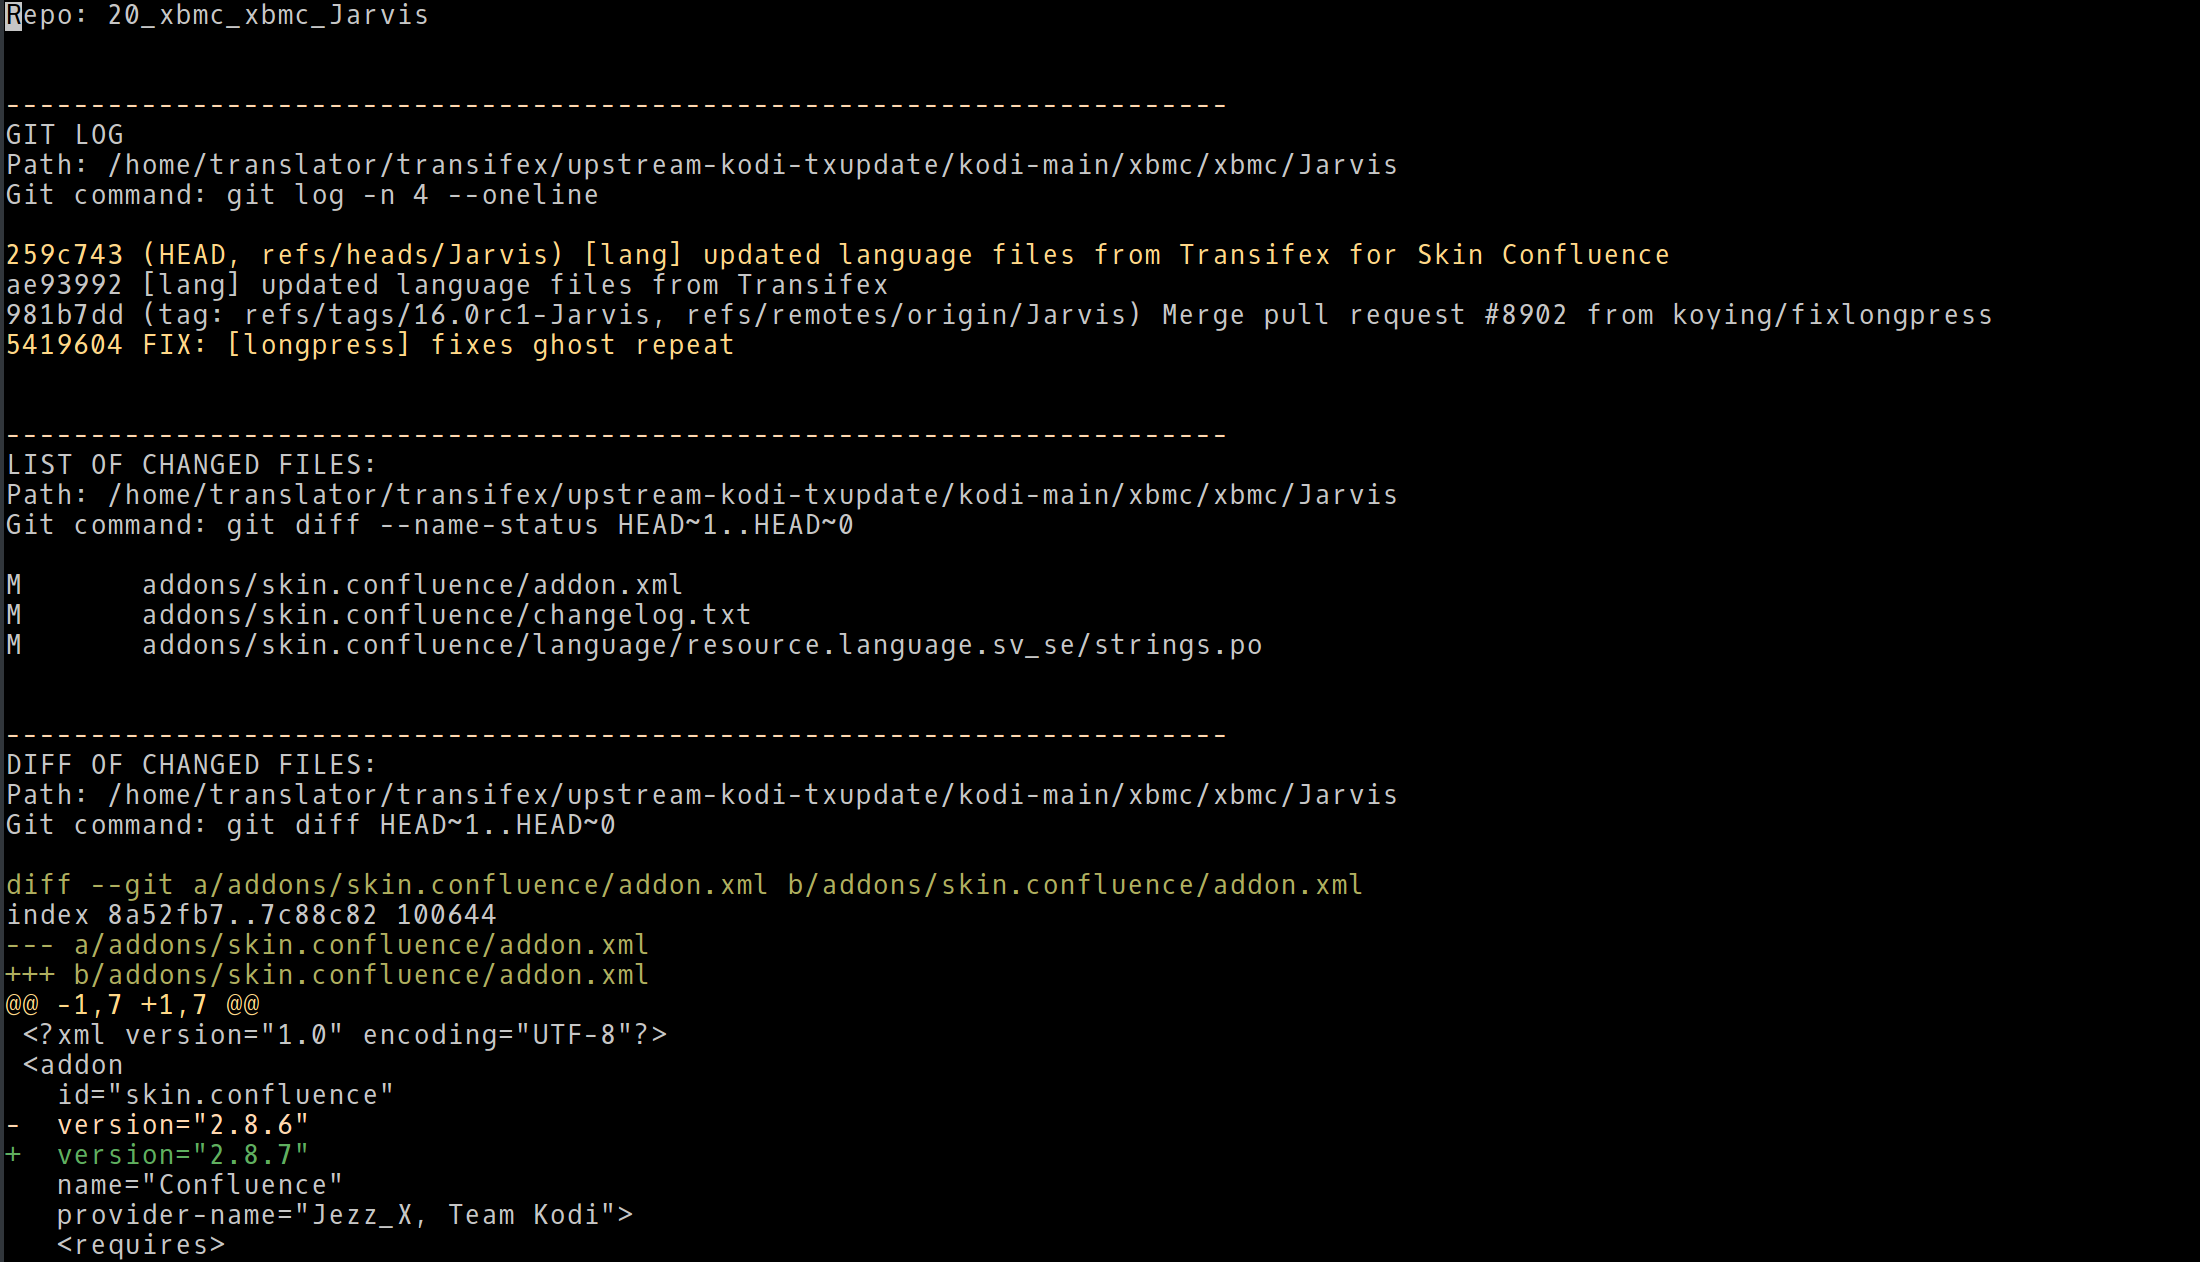 Repo: 20_xbmc_xbmc_Jarvis
------------------------------------------------------------------------
GIT LOG
Path: /home/translator/transifex/upstream-kodi-txupdate/kodi-main/xbmc/xbmc/Jarvis
Git command: git log -n 4 --oneline
259c743 (HEAD, refs/heads/Jarvis) [lang] updated language files from Transifex for Skin Confluence
ae93992 [lang] updated language files from Transifex
981b7dd (tag: refs/tags/16.0rc1-Jarvis, refs/remotes/origin/Jarvis) Merge pull request #8902 from koying/fixlongpress
5419604 FIX: [longpress] fixes ghost repeat
------------------------------------------------------------------------
LIST OF CHANGED FILES:
Path: /home/translator/transifex/upstream-kodi-txupdate/kodi-main/xbmc/xbmc/Jarvis
Git command: git diff --name-status HEAD~1..HEAD~0
M       addons/skin.confluence/addon.xml
M       addons/skin.confluence/changelog.txt
M       addons/skin.confluence/language/resource.language.sv_se/strings.po
------------------------------------------------------------------------
DIFF OF CHANGED FILES:
Path: /home/translator/transifex/upstream-kodi-txupdate/kodi-main/xbmc/xbmc/Jarvis
Git command: git diff HEAD~1..HEAD~0
diff --git a/addons/skin.confluence/addon.xml b/addons/skin.confluence/addon.xml
index 8a52fb7..7c88c82 100644
--- a/addons/skin.confluence/addon.xml
+++ b/addons/skin.confluence/addon.xml
@@ -1,7 +1,7 @@
 <?xml version="1.0" encoding="UTF-8"?>
 <addon
   id="skin.confluence"
-  version="2.8.6"
+  version="2.8.7"
   name="Confluence"
   provider-name="Jezz_X, Team Kodi">
   <requires>